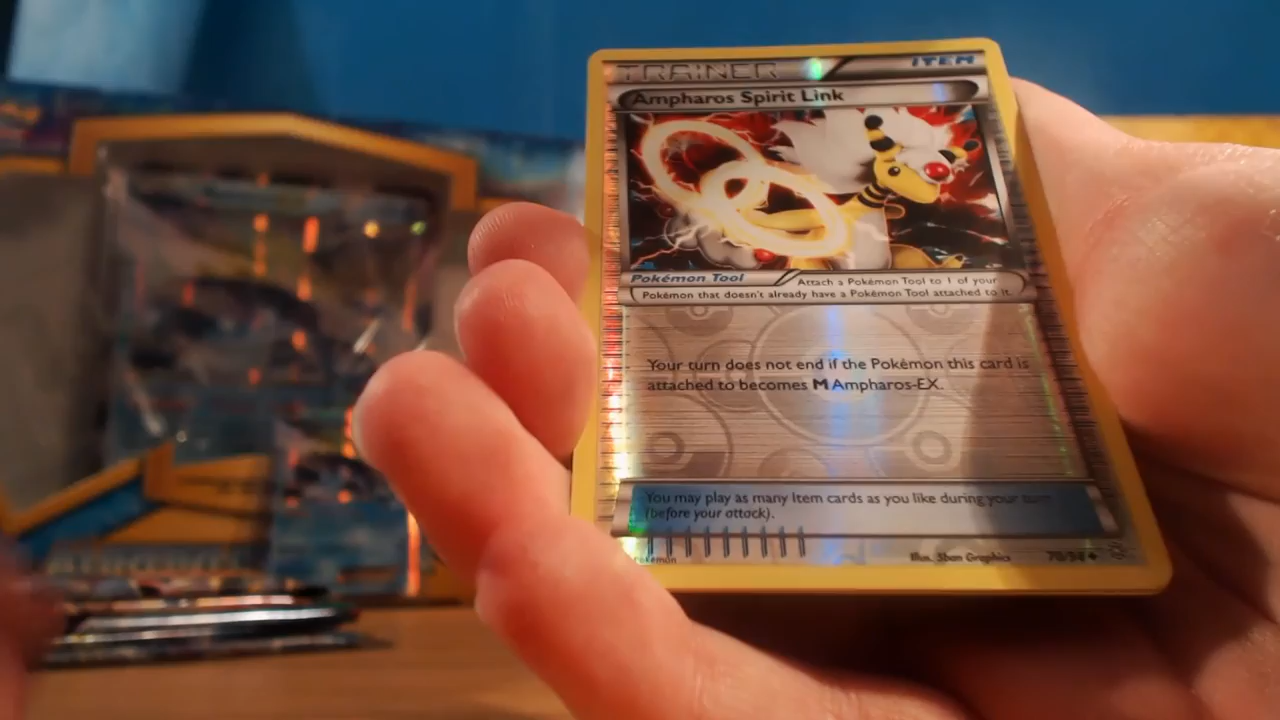 TRAINER ITEM
Ampharos Spirit Link
Pokémon Tool
Attach a Pokémon Tool to 1 of your
Pokémon that doesn't already have a Pokémon Tool attached to it.
Your turn does not end if the Pokémon this card is
attached to becomes M Ampharos-EX.
You may play as many Item cards as you like during your turn
(before your attack).
Pokémon Illus. 5ban Graphics 70/98